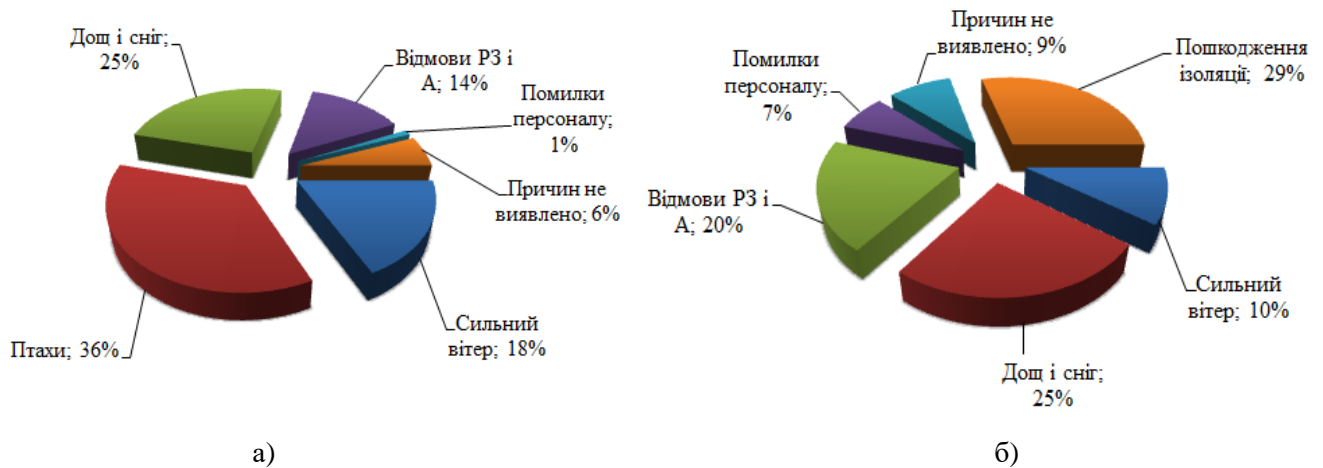 Дощ і сніг;
25%
Відмови РЗ і
А; 14%
Помилки
персоналу;
1%
Причин не
виявлено; 6%
Сильний
вітер; 18%
Птахи; 36%
а)
Причин не
виявлено; 9%
Пошкодження
ізоляції; 29%
Помилки
персоналу;
7%
Відмови РЗ і
А; 20%
Сильний
вітер; 10%
Дощ і сніг;
25%
б)